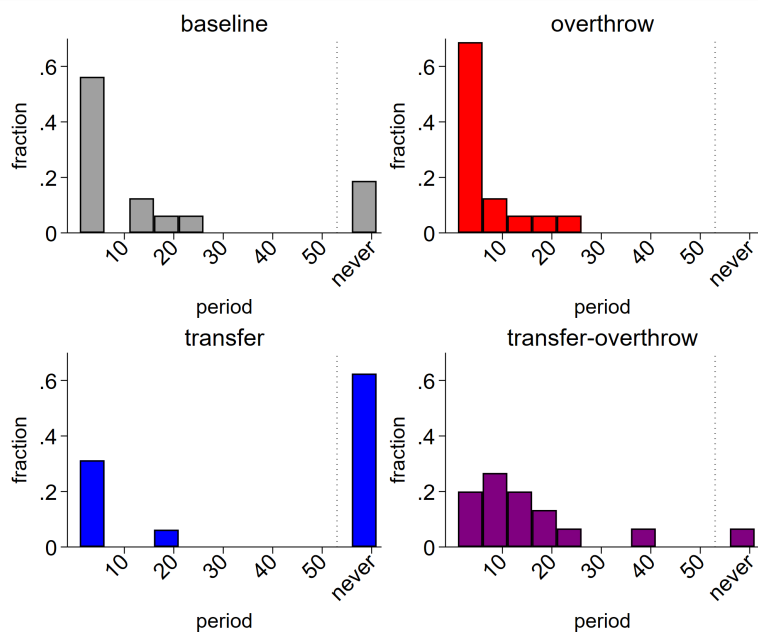 baseline
fraction
.6
.4
.2
0
10
20
30
40
50
never
period
overthrow
fraction
.6
.4
.2
0
10
20
30
40
50
never
period
transfer
fraction
.6
.4
.2
0
10
20
30
40
50
never
period
transfer-overthrow
fraction
.6
.4
.2
0
10
20
30
40
50
never
period